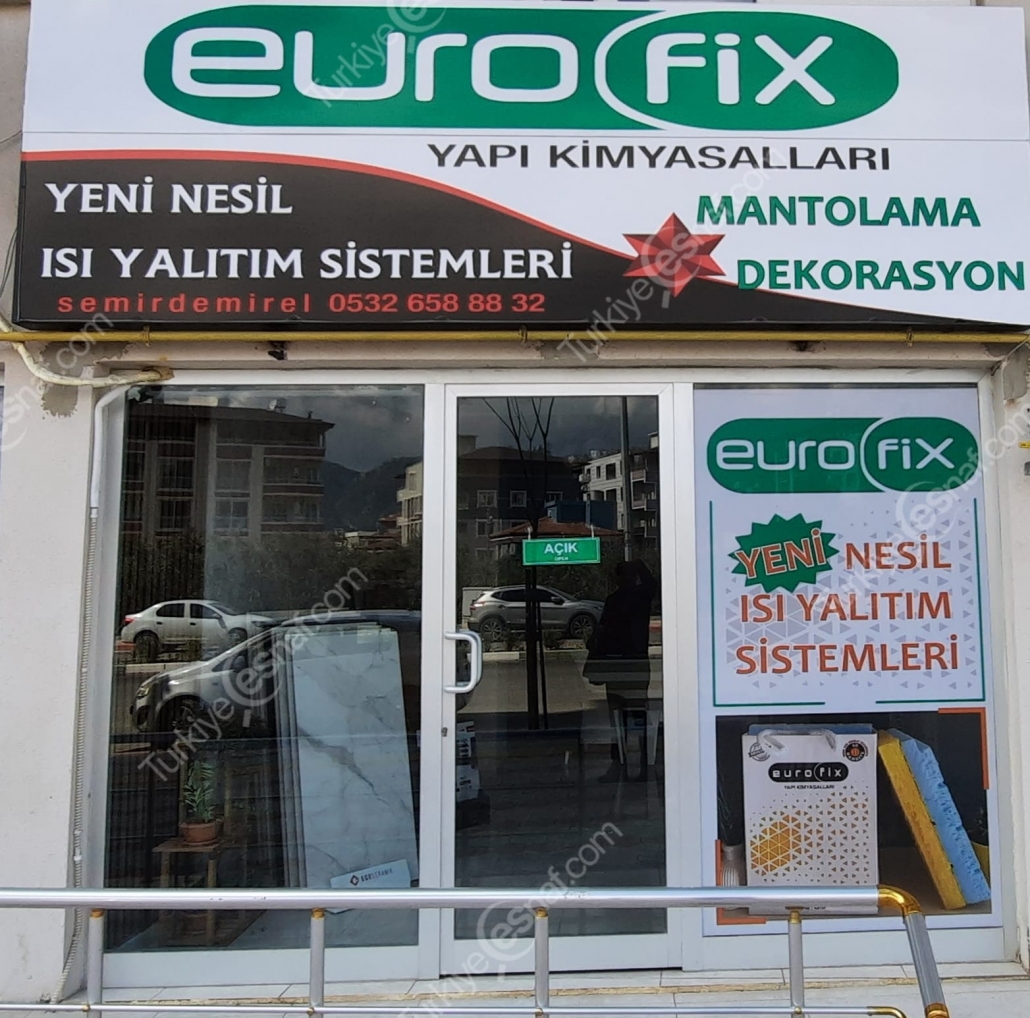 eurofix
YAPI KİMYASALLARI
YENİ NESİL
ISI YALITIM SİSTEMLERİ
semirdemirel 0532 658 88 32
MANTOLAMA
DEKORASYON
AÇIK
OPEN
eurofix
YENİ NESİL
ISI YALITIM
SİSTEMLERİ
eurofix
YAPI KİMYASALLARI
Turkiyeesnaf.com